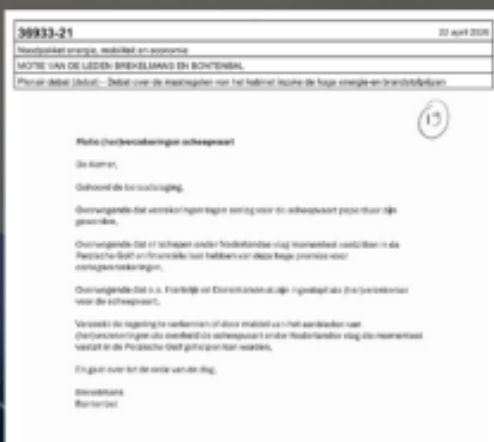 36933-21 22 april 2026
Noodpakket energie, mobiliteit en economie
MOTIE VAN DE LEDEN BREKELMANS EN BONTENBAL
Plenair debat (debat) - Debat over de maatregelen van het kabinet inzake de hoge energie-en brandstofprijzen
Motie (her)verzekeringen scheepvaart
De Kamer,
Gehoord de beraadslaging,
Overwegende dat verzekeringen tegen oorlog voor de scheepvaart peperduur zijn
geworden,
Overwegende dat er schepen onder Nederlandse vlag momenteel vastzitten in de
Perzische Golf en financiële last hebben van deze hoge premies voor
oorlogsverzekeringen,
Overwegende dat o.a. Frankrijk en Denemarken al zijn ingestapt als (her)verzekeraar
voor de scheepvaart,
Verzoekt de regering te verkennen of door middel van het aanbieden van
(her)verzekeringen als overheid de scheepvaart onder Nederlandse vlag die momenteel
vastzit in de Perzische Golf geholpen kan worden,
En gaat over tot de orde van de dag,
Brekelmans
Bontenbal